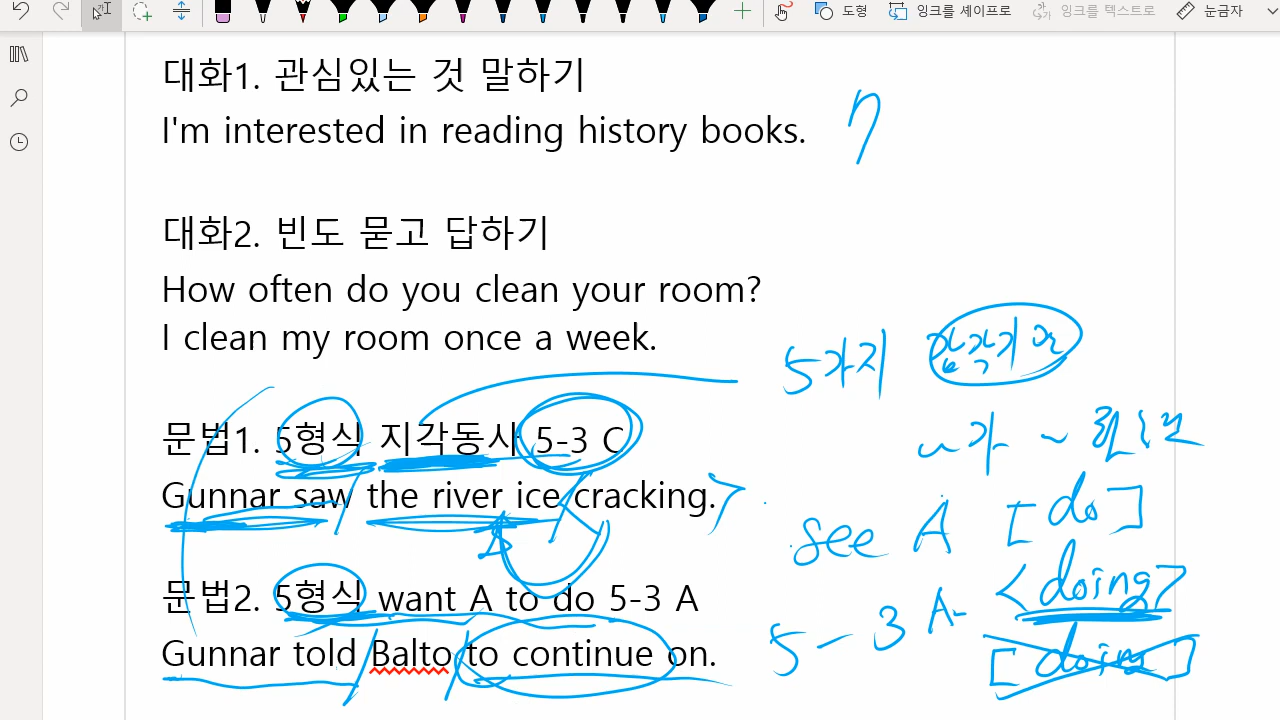 도형 잉크를 셰이프로 잉크를 텍스트로 눈금자
대화1. 관심있는 것 말하기
I'm interested in reading history books. 7
대화2. 빈도 묻고 답하기
How often do you clean your room?
I clean my room once a week.
5가지
문법1. 5형식 지각동사 5-3 C
Gunnar saw the river ice cracking.
see A [do]
<doing>
문법2. 5형식 want A to do 5-3 A
5-3 A-
Gunnar told Balto to continue on.
[doing]